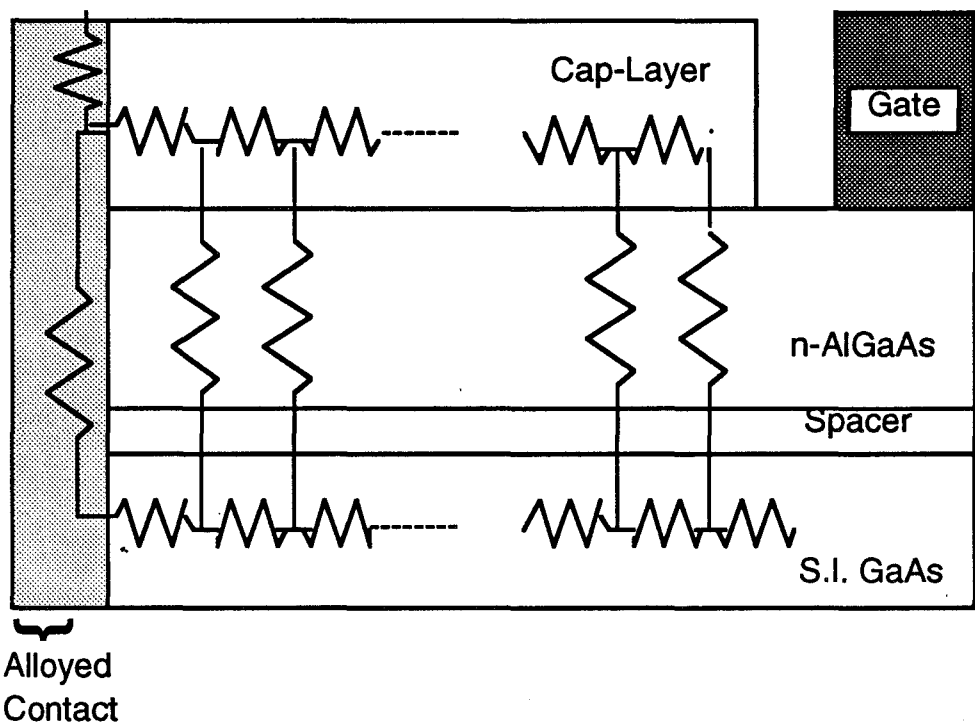 Cap-Layer
Gate
n-AlGaAs
Spacer
S.I. GaAs
Alloyed
Contact